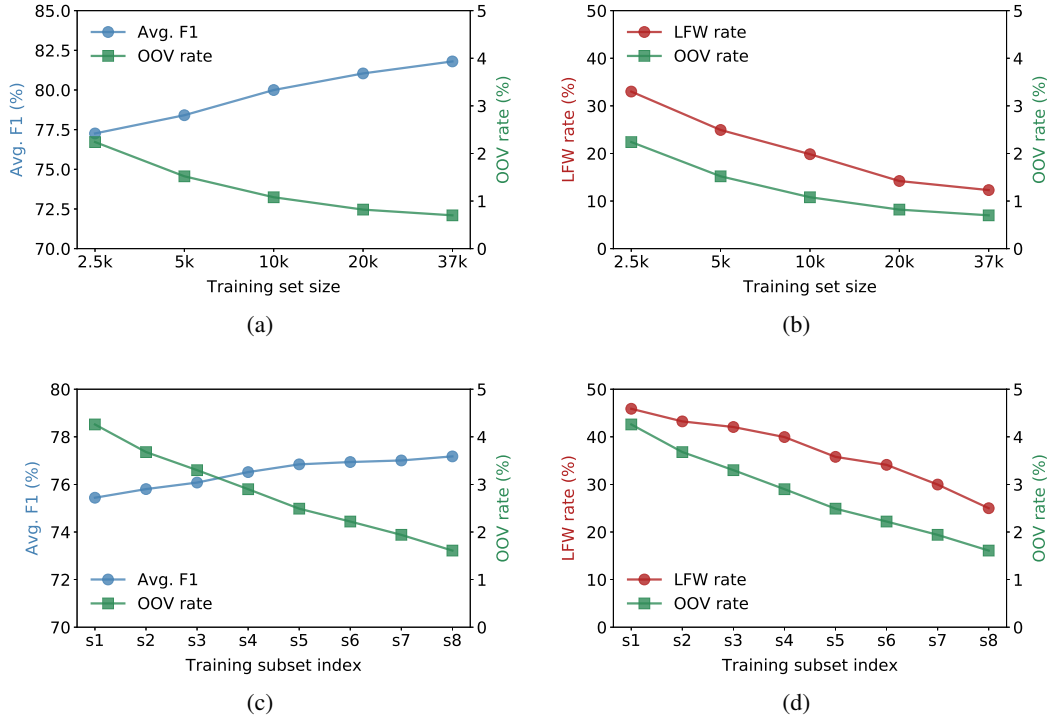 85.0
82.5
80.0
77.5
75.0
72.5
70.0
Avg. F1 (%)
Avg. F1
OOV rate
5
4
3
2
1
0
OOV rate (%)
2.5k 5k 10k 20k 37k
Training set size
(a)
50
40
30
20
10
0
LFW rate (%)
LFW rate
OOV rate
5
4
3
2
1
0
OOV rate (%)
2.5k 5k 10k 20k 37k
Training set size
(b)
80
78
76
74
72
70
Avg. F1 (%)
Avg. F1
OOV rate
5
4
3
2
1
0
OOV rate (%)
s1 s2 s3 s4 s5 s6 s7 s8
Training subset index
(c)
50
40
30
20
10
0
LFW rate (%)
LFW rate
OOV rate
5
4
3
2
1
0
OOV rate (%)
s1 s2 s3 s4 s5 s6 s7 s8
Training subset index
(d)